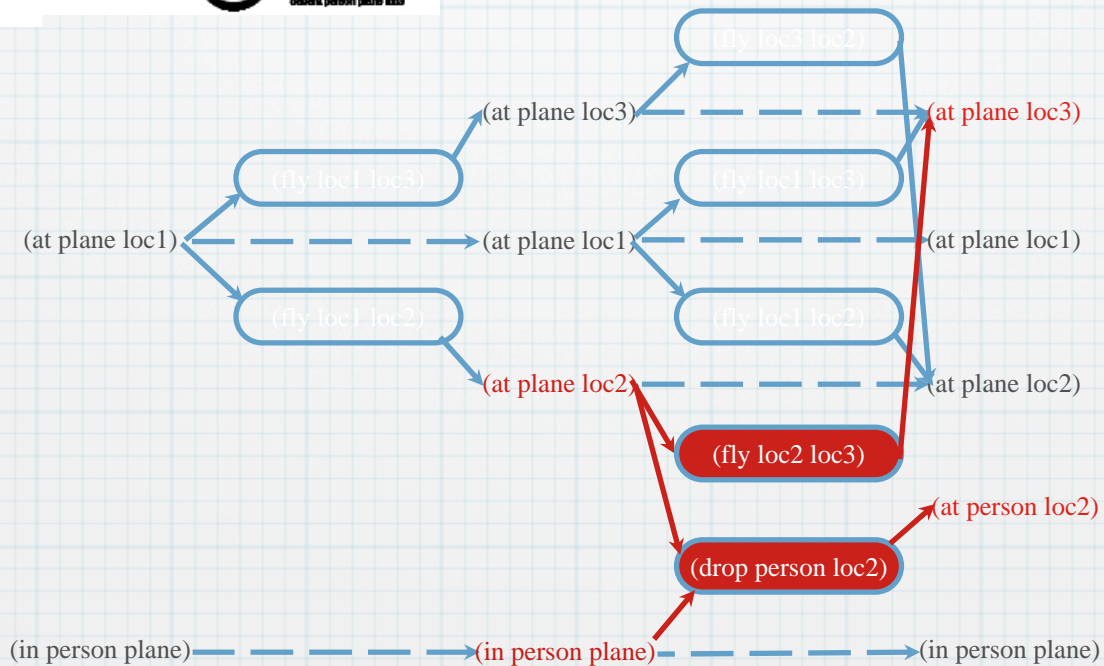 (fly loc3 loc2)
(at plane loc3)
(at plane loc3)
(fly loc1 loc3)
(fly loc1 loc3)
(at plane loc1)
(at plane loc1)
(at plane loc1)
(fly loc1 loc2)
(fly loc1 loc2)
(at plane loc2)
(at plane loc2)
(fly loc2 loc3)
(at person loc2)
(drop person loc2)
(in person plane)
(in person plane)
(in person plane)